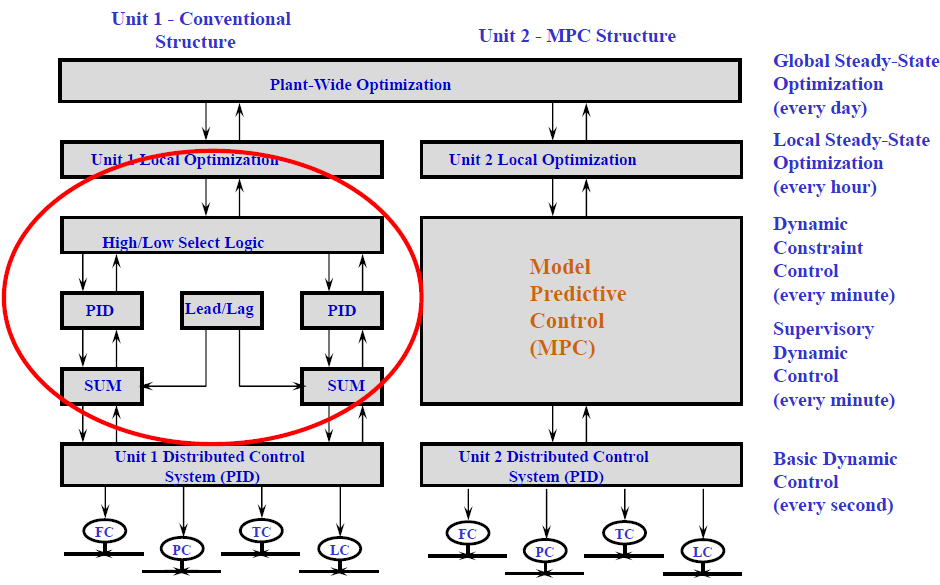 Unit 1 - Conventional
Structure
Unit 2 - MPC Structure
Global Steady-State
Optimization
(every day)
Plant-Wide Optimization
Local Steady-State
Optimization
(every hour)
Unit 1 Local Optimization
Unit 2 Local Optimization
High/Low Select Logic
Dynamic
Constraint
Control
(every minute)
Model
Predictive
Control
(MPC)
PID
Lead/Lag
PID
Supervisory
Dynamic
Control
(every minute)
SUM
SUM
Unit 1 Distributed Control
System (PID)
Unit 2 Distributed Control
System (PID)
Basic Dynamic
Control
(every second)
FC
PC
TC
LC
FC
PC
TC
LC